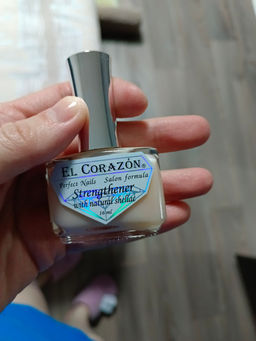 EL CORAZÓN®
Perfect Nails Salon formula
Strengthener
with natural shellac
16ml